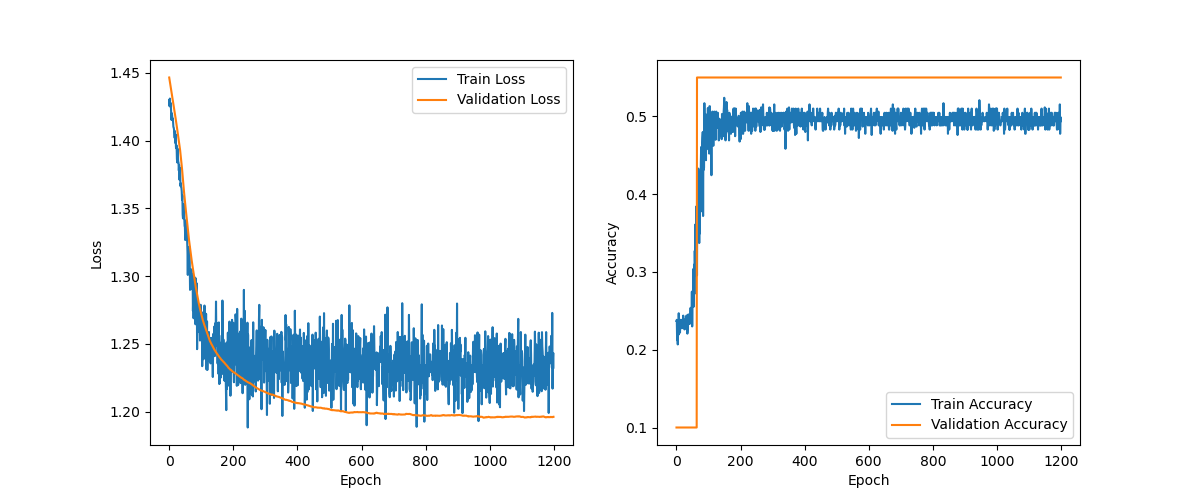 1.45
1.40
1.35
1.30
1.25
1.20
Loss
0 200 400 600 800 1000 1200
Epoch
Train Loss
Validation Loss
0.5
0.4
0.3
0.2
0.1
Accuracy
0 200 400 600 800 1000 1200
Epoch
Train Accuracy
Validation Accuracy